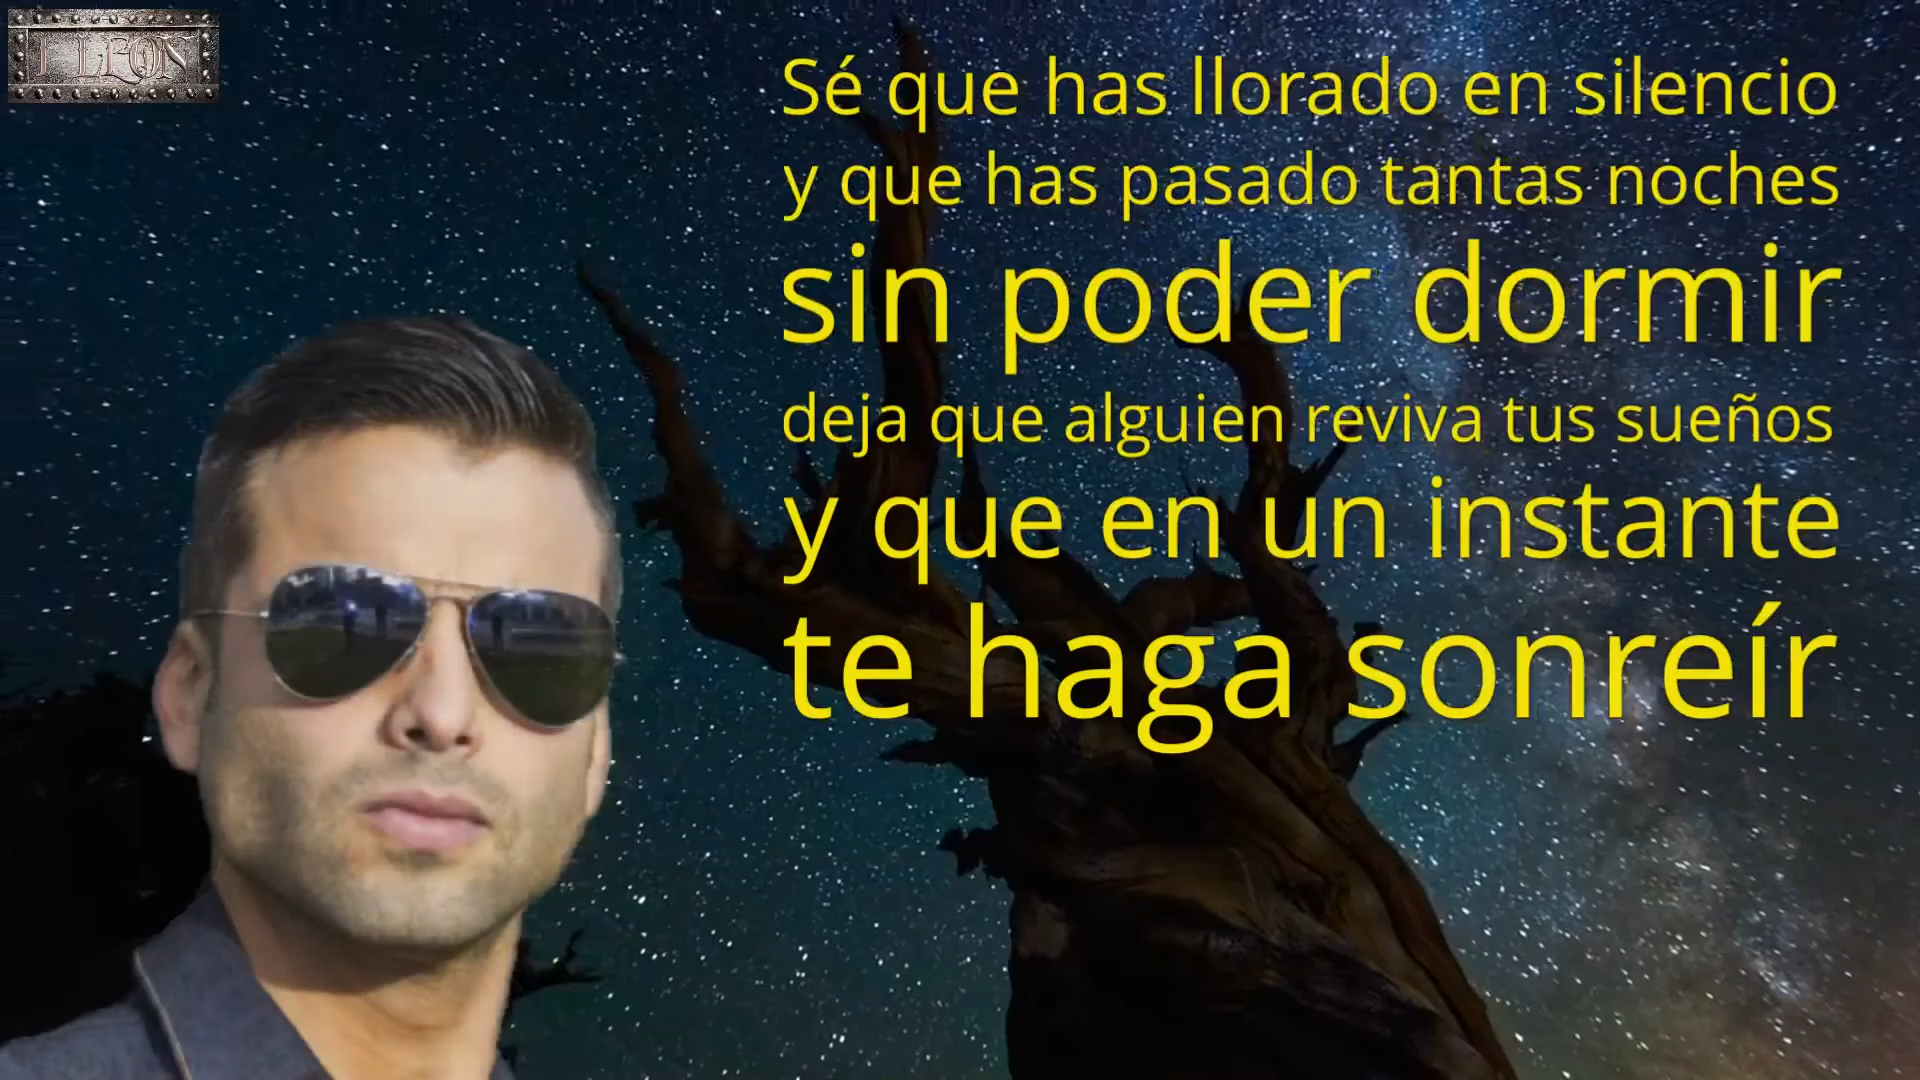 Sé que has llorado en silencio
y que has pasado tantas noches
sin poder dormir
deja que alguien reviva tus sueños
y que en un instante
te haga sonreír